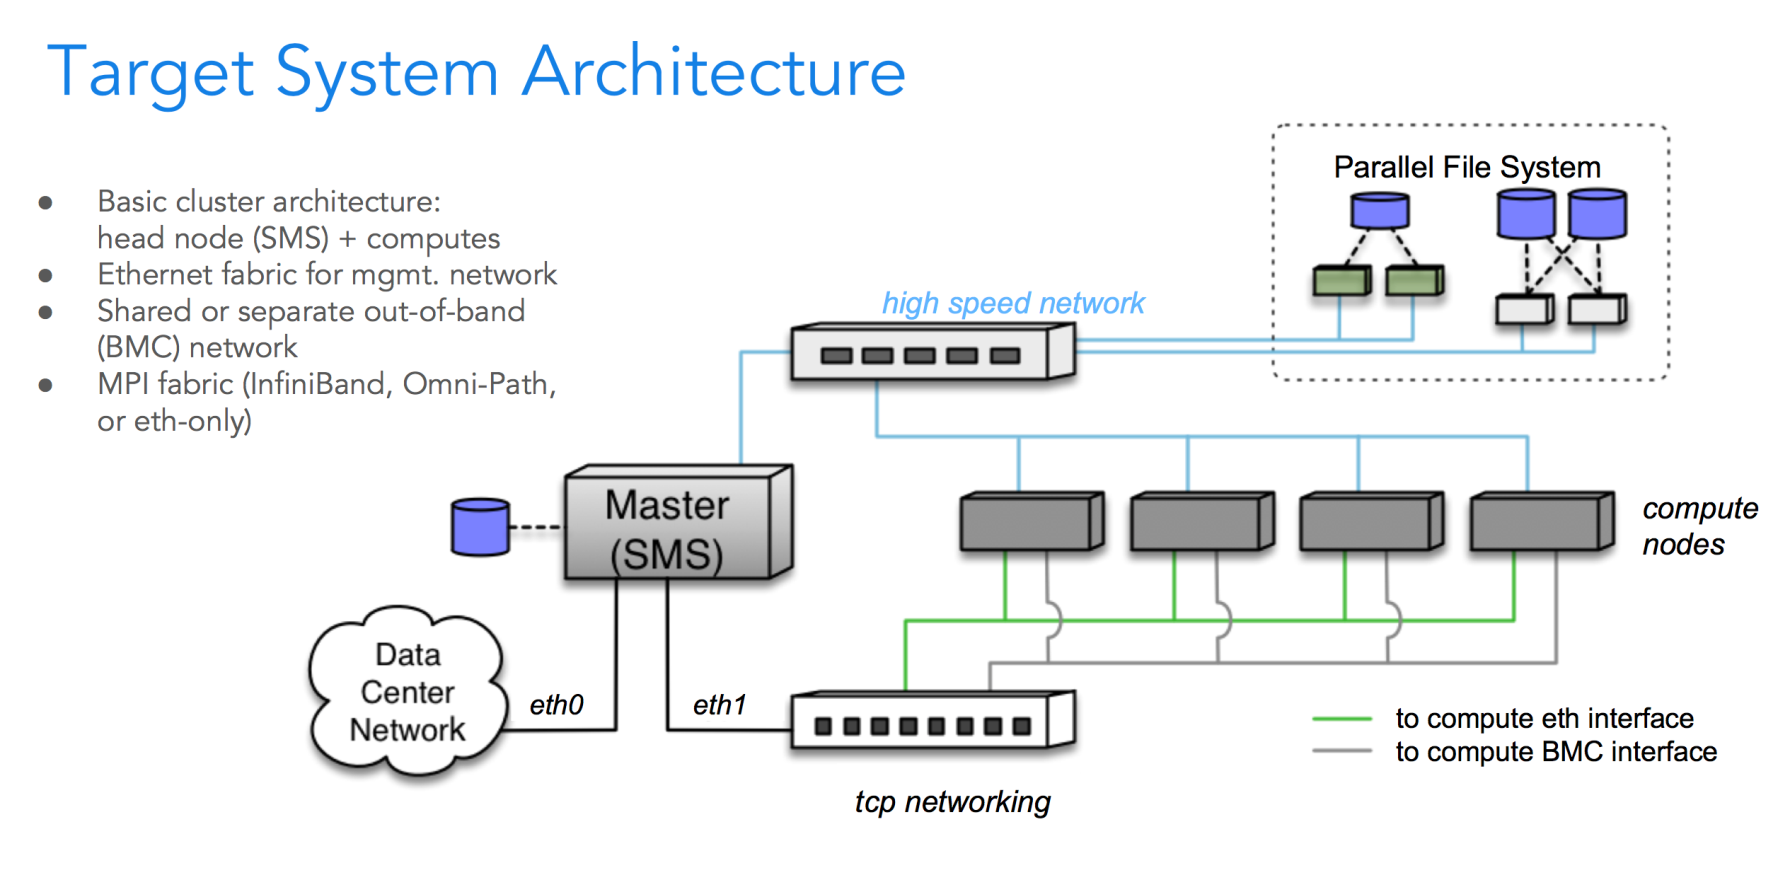 Target System Architecture
● Basic cluster architecture:
head node (SMS) + computes
● Ethernet fabric for mgmt. network
● Shared or separate out-of-band
(BMC) network
● MPI fabric (InfiniBand, Omni-Path,
or eth-only)
Parallel File System
high speed network
Master
(SMS)
compute
nodes
Data
Center
Network
eth0
eth1
to compute eth interface
to compute BMC interface
tcp networking